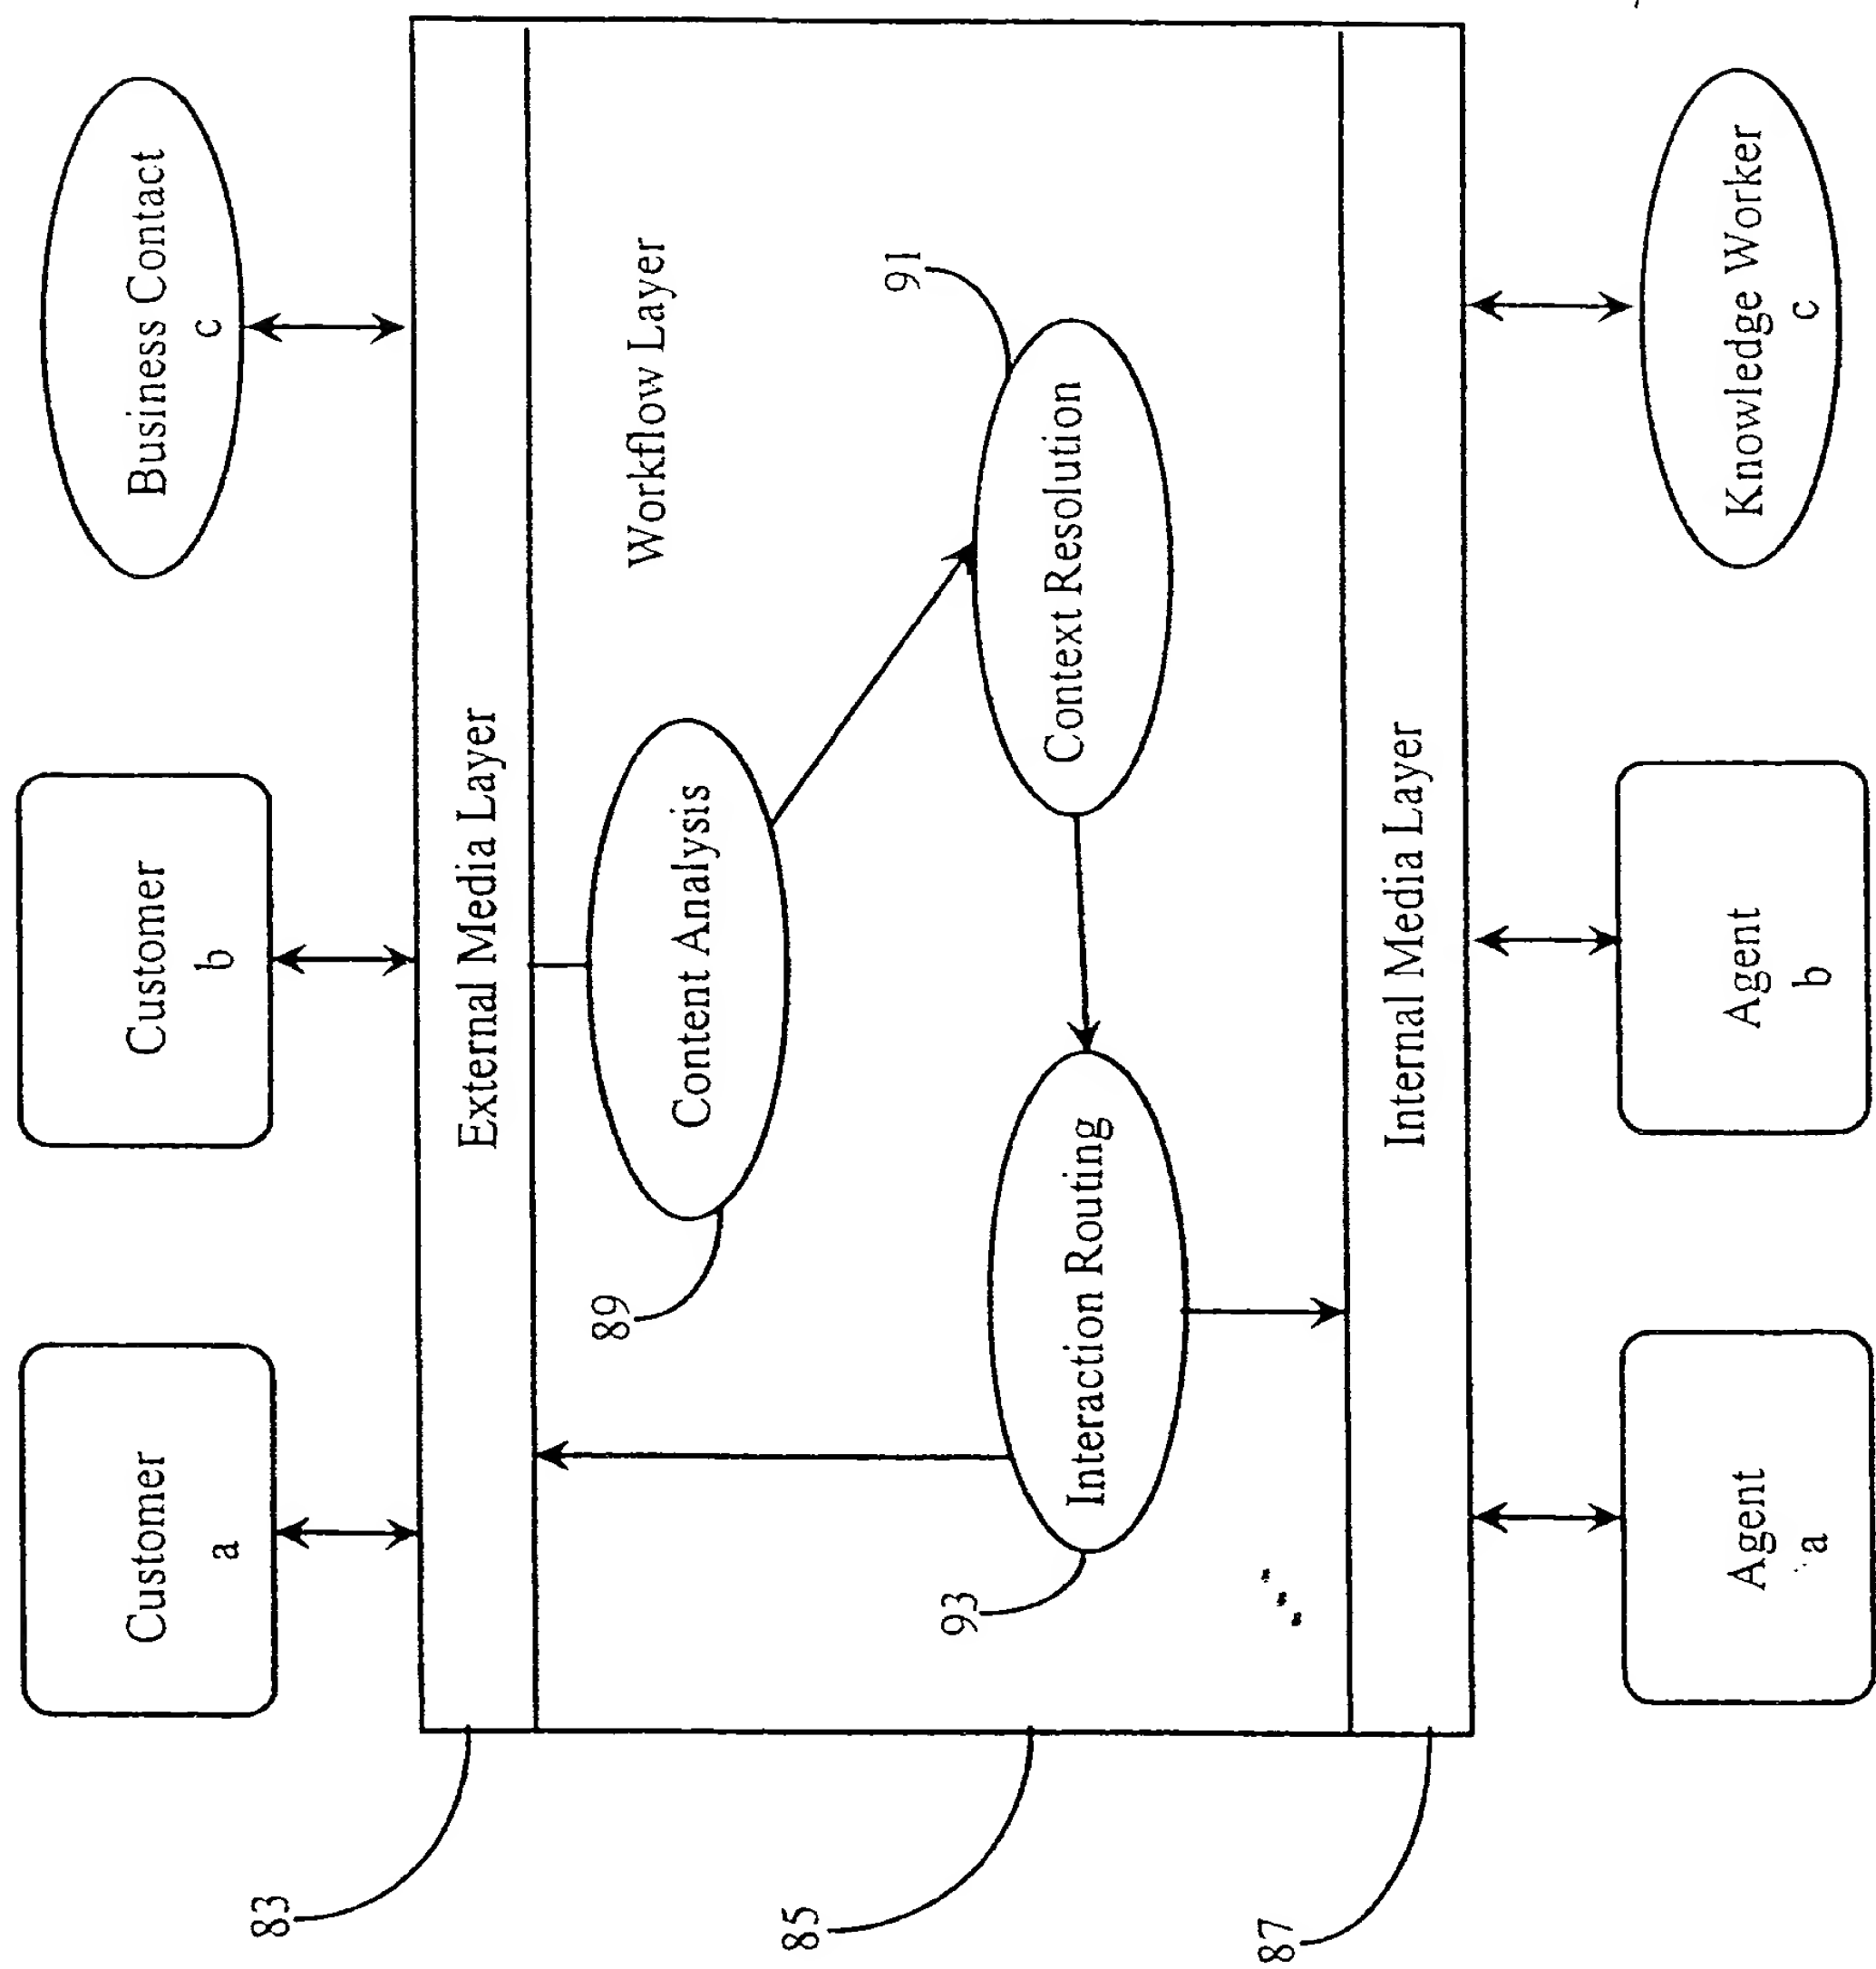 Customer
a
Customer
b
Business Contact
c
83
External Media Layer
85
Workflow Layer
89
Content Analysis
91
Context Resolution
93
Interaction Routing
87
Internal Media Layer
Agent
a
Agent
b
Knowledge Worker
c